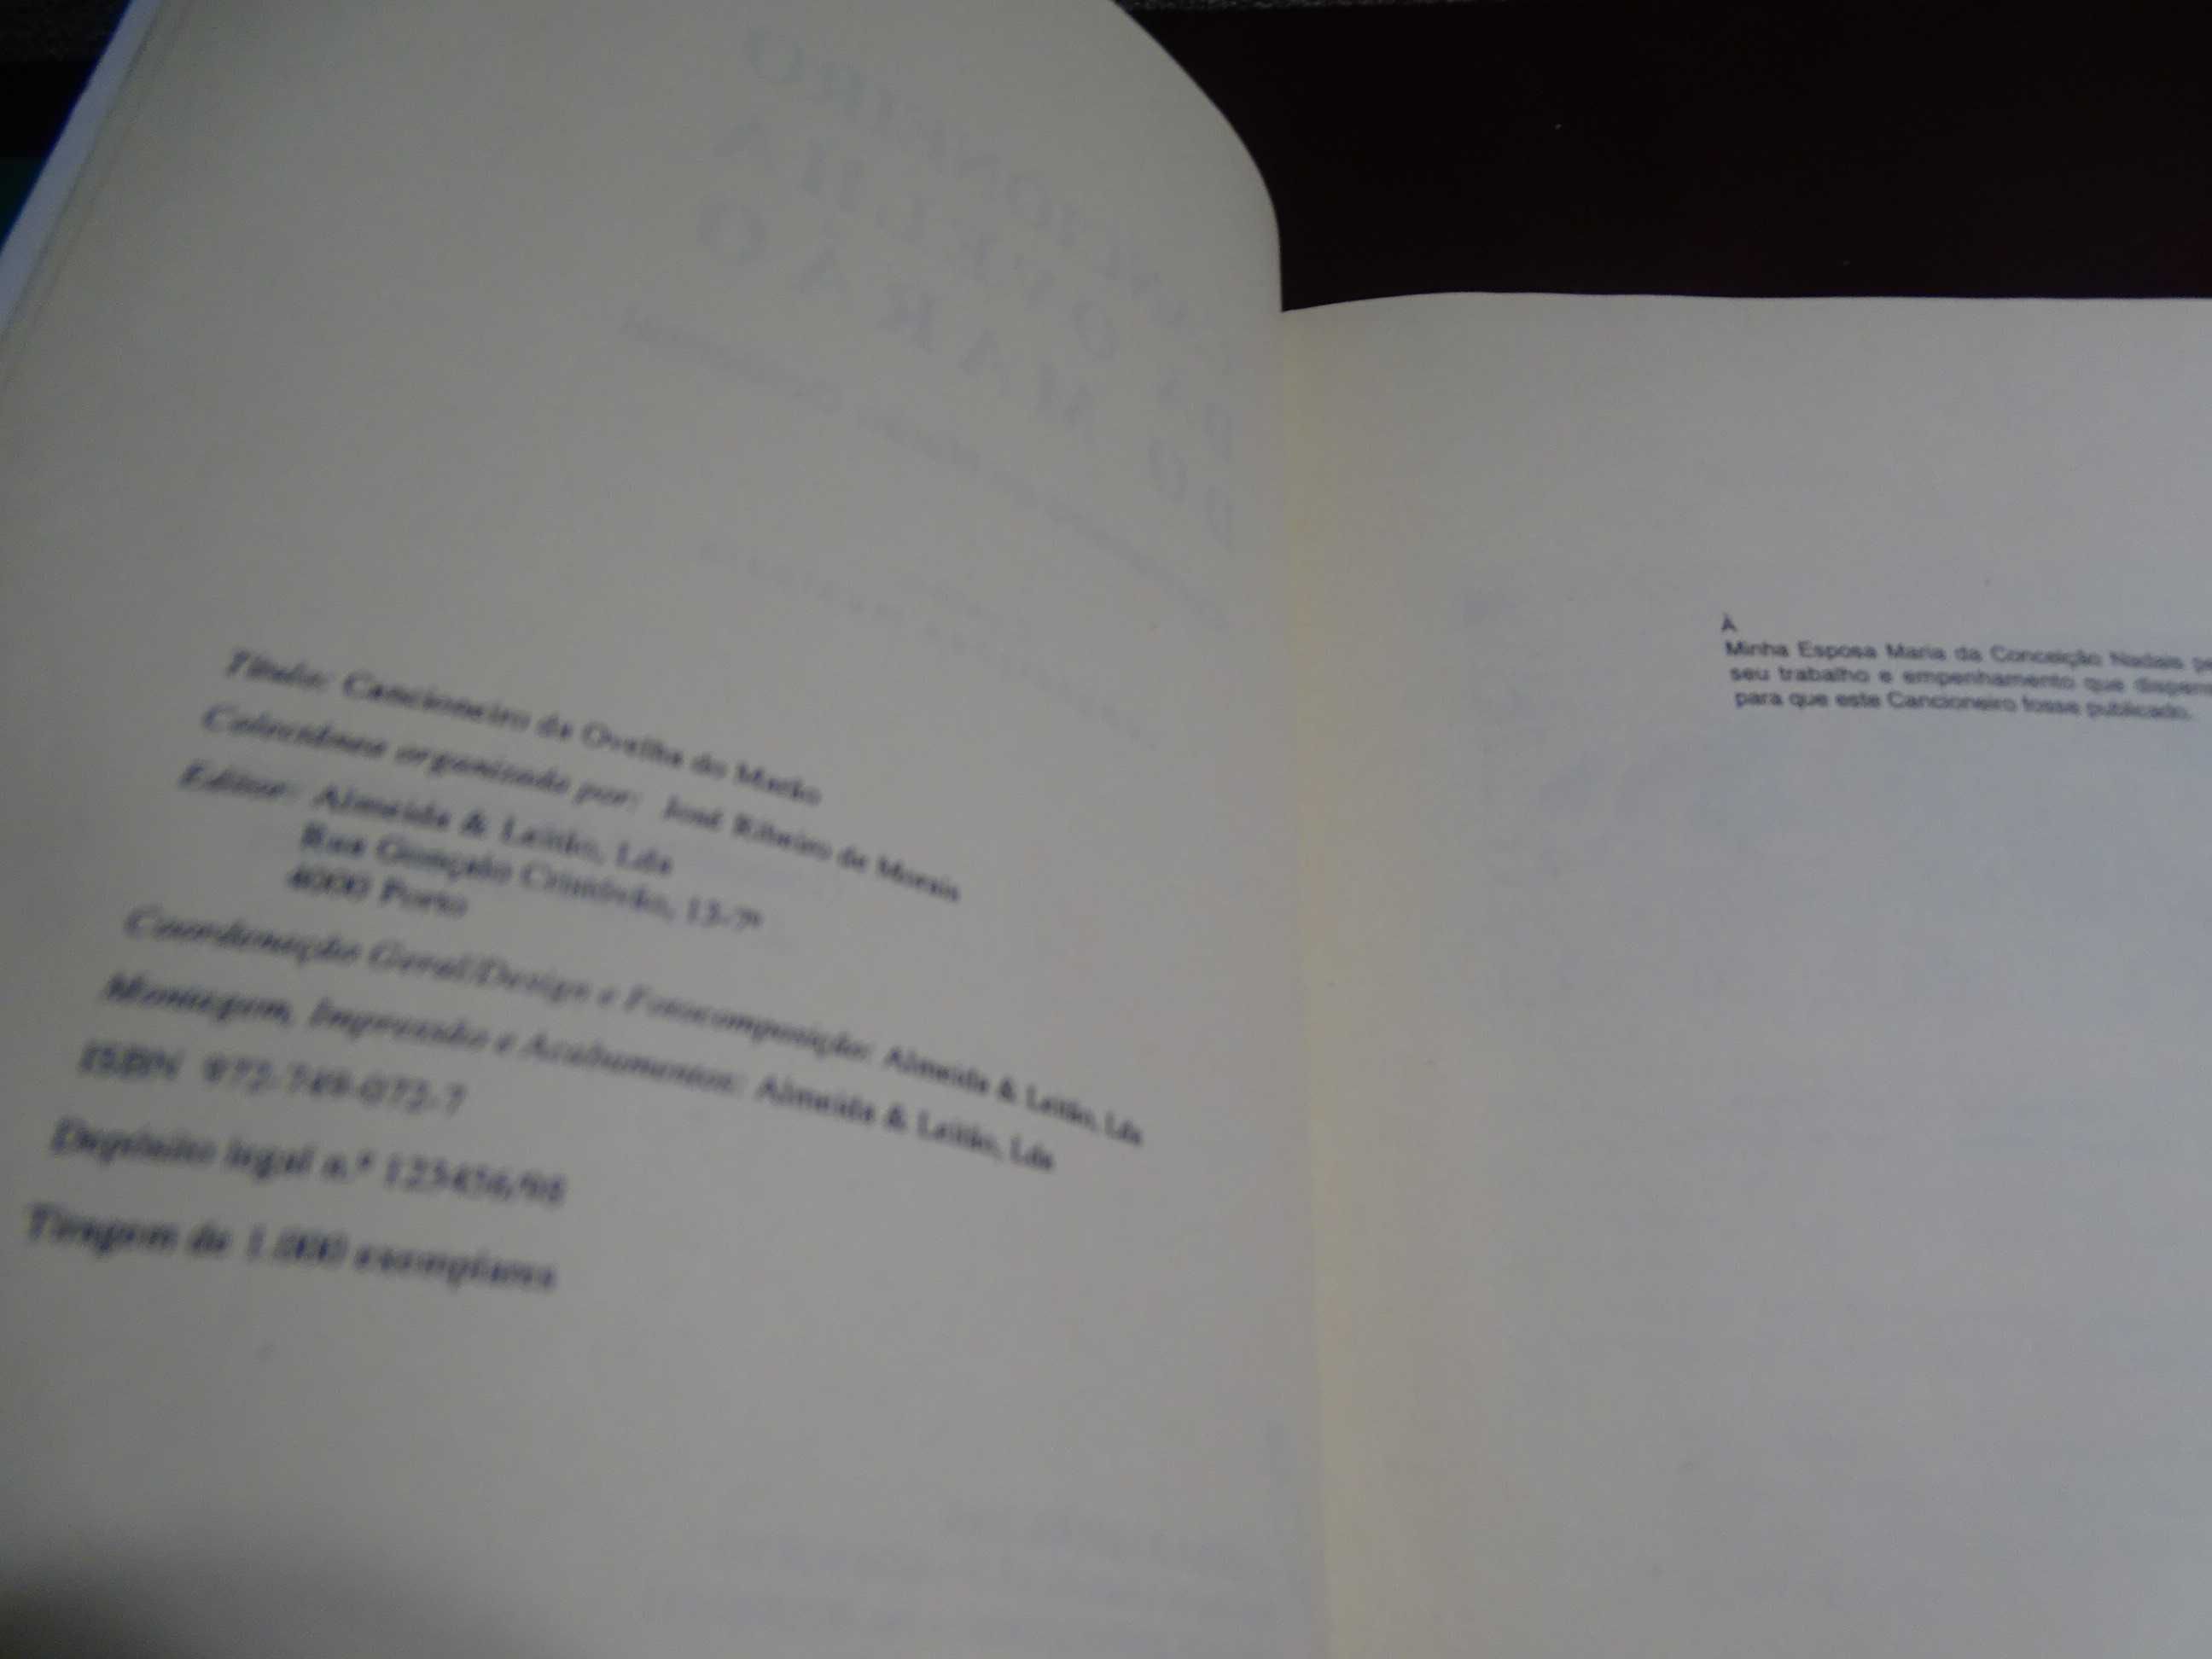 Título: Cancioneiro da Ovelha do Marão
Coletânea organizada por: José Ribeiro de Morais
Editor: Almeida & Leitão, Lda
Rua Gonçalo Cristóvão, 13-7º
4000 Porto
Coordenação Geral/Design e Fotocomposição: Almeida & Leitão, Lda
Montagem, Impressão e Acabamentos: Almeida & Leitão, Lda
ISBN 972-749-072-7
Depósito legal n.º 123456/98
Tiragem de 1.000 exemplares
À
Minha Esposa Maria da Conceição Nadais
seu trabalho e empenhamento que
para que este Cancioneiro fosse publicado.